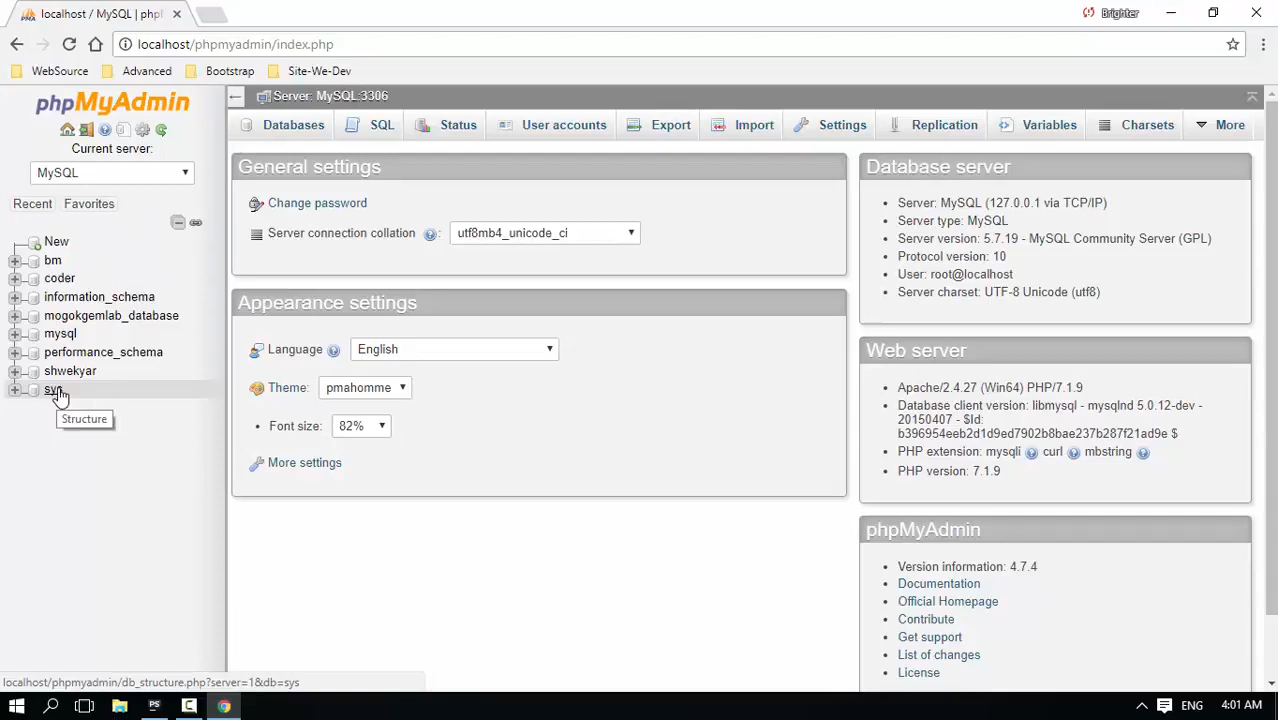 localhost / MySQL | phpl
Brighter
localhost/phpmyadmin/index.php
WebSource
Advanced
Bootstrap
Site-We-Dev
phpMyAdmin
Current server:
MySQL
Recent
Favorites
New
bm
coder
information_schema
mogokgemlab_database
mysql
performance_schema
shwekyar
sys
Structure
Server: MySQL:3306
Databases
SQL
Status
User accounts
Export
Import
Settings
Replication
Variables
Charsets
More
General settings
Change password
Server connection collation
:
utf8mb4_unicode_ci
Appearance settings
Language
English
Theme:
pmahomme
Font size:
82%
More settings
Database server
Server: MySQL (127.0.0.1 via TCP/IP)
Server type: MySQL
Server version: 5.7.19 - MySQL Community Server (GPL)
Protocol version: 10
User: root@localhost
Server charset: UTF-8 Unicode (utf8)
Web server
Apache/2.4.27 (Win64) PHP/7.1.9
Database client version: libmysql - mysqlnd 5.0.12-dev -
20150407 - $Id:
b396954eeb2d1d9ed7902b8bae237b287f21ad9e $
PHP extension: mysqli
curl
mbstring
PHP version: 7.1.9
phpMyAdmin
Version information: 4.7.4
Documentation
Official Homepage
Contribute
Get support
List of changes
License
localhost/phpmyadmin/db_structure.php?server=1&db=sys
PS
ENG
4:01 AM